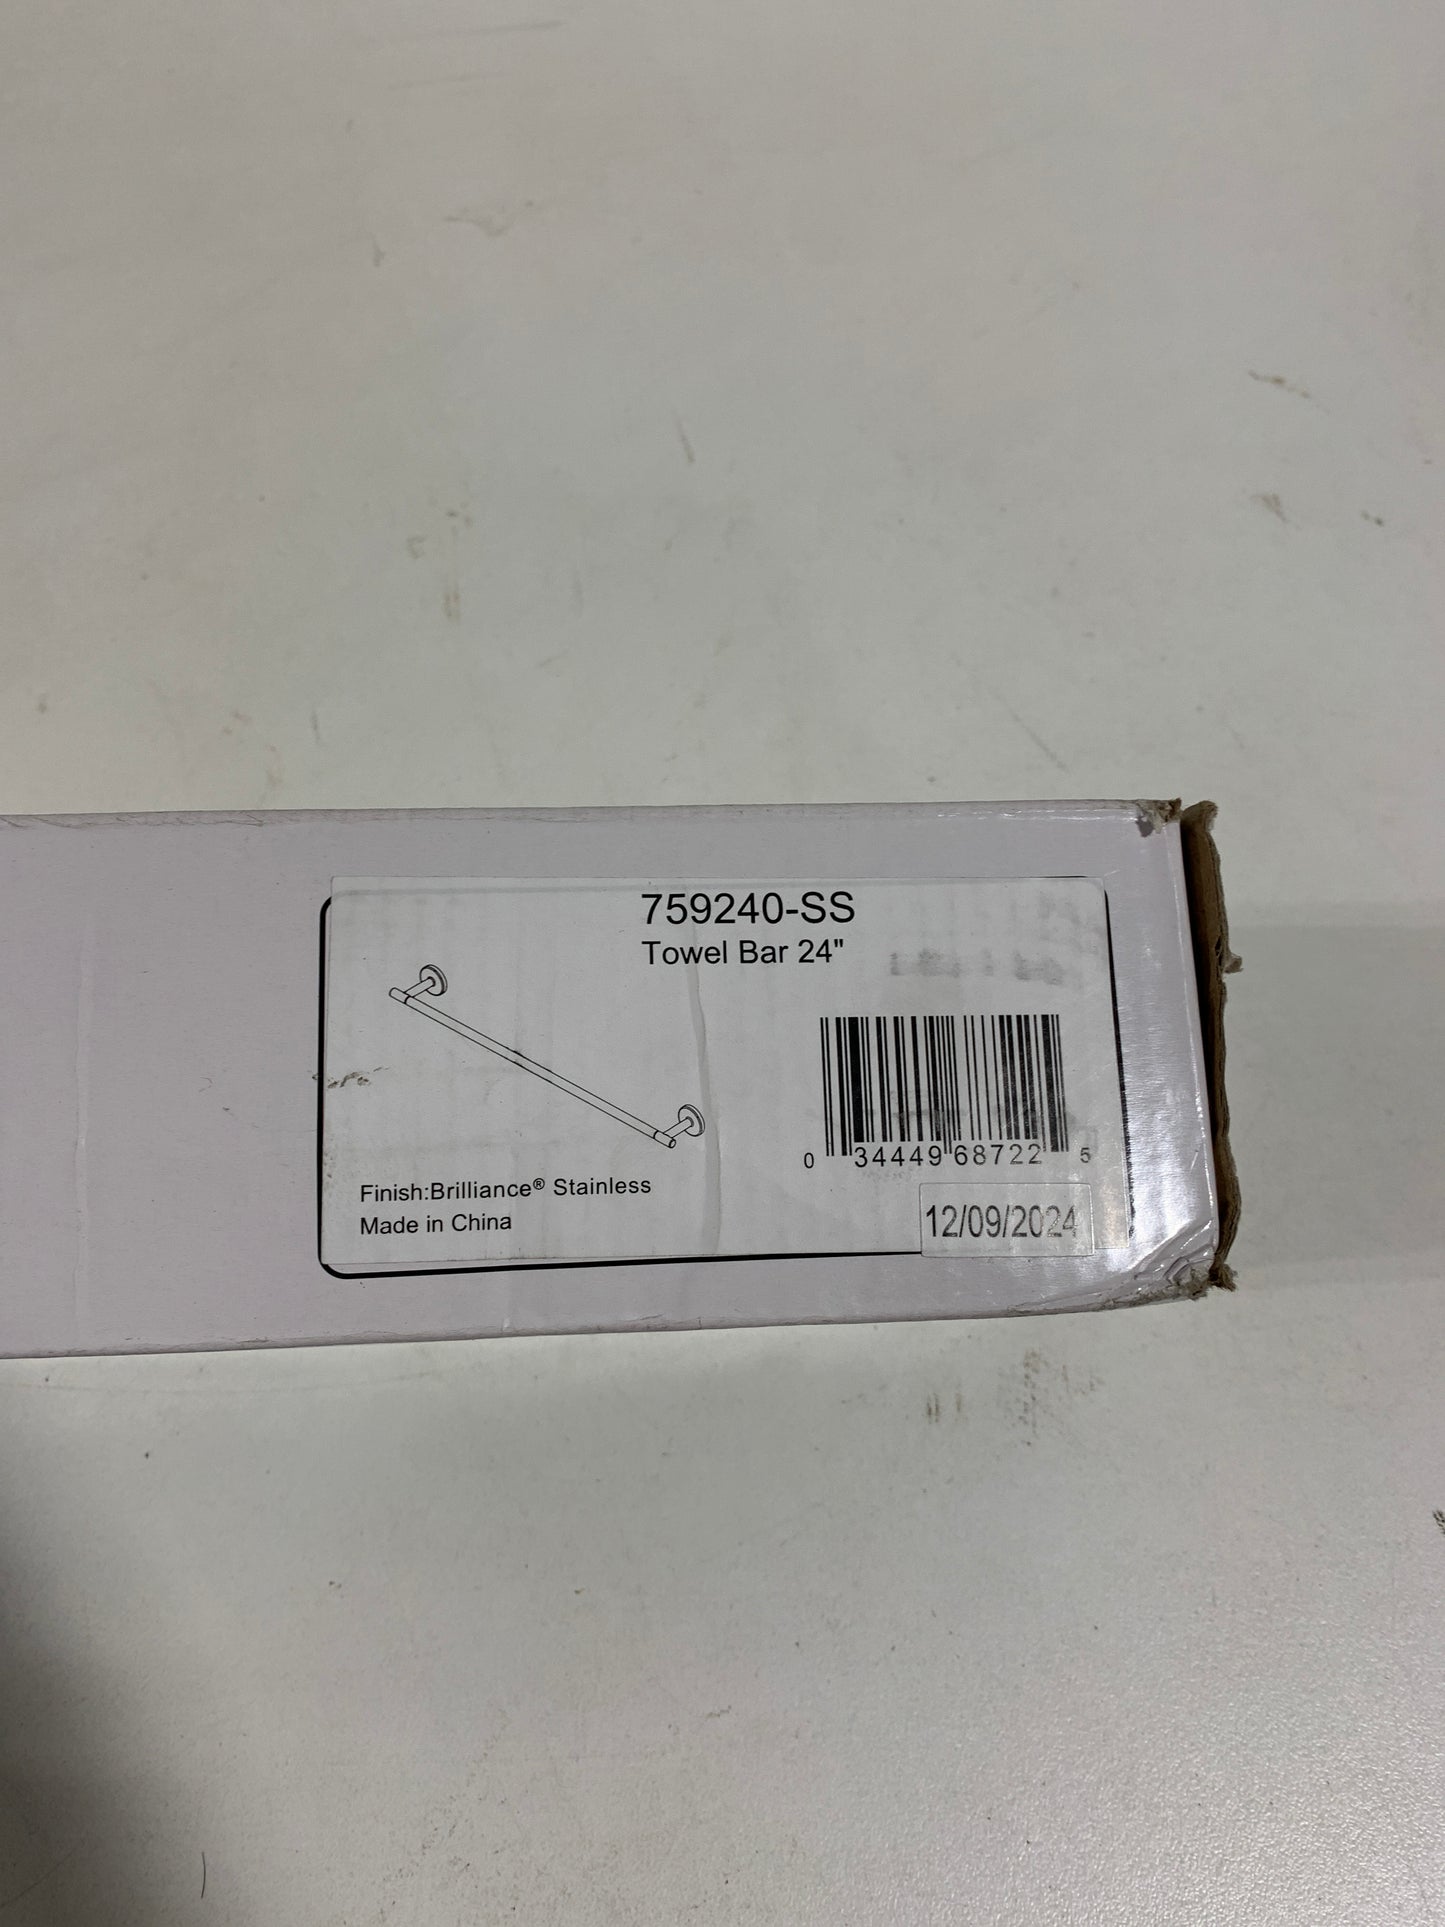 759240-SS
Towel Bar 24"
0 34449 68722 5
Finish:Brilliance® Stainless
Made in China
12/09/2024